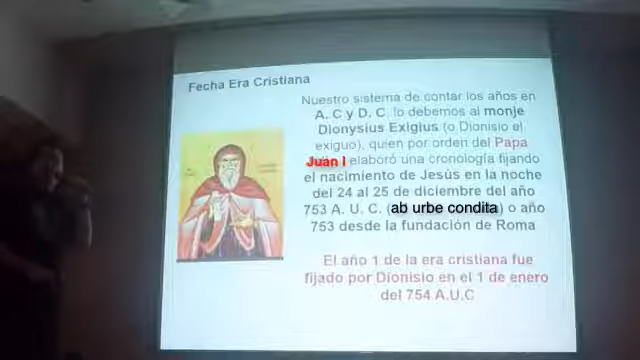 Fecha Era Cristiana
Nuestro sistema de contar los años en
A. C y D. C. lo debemos al monje
Dionysius Exigius (o Dionisio el
exiguo), quien por orden del Papa
Juan I elaboró una cronología fijando
el nacimiento de Jesús en la noche
del 24 al 25 de diciembre del año
753 A. U. C. (ab urbe condita) o año
753 desde la fundación de Roma
El año 1 de la era cristiana fue
fijado por Dionisio en el 1 de enero
del 754 A.U.C